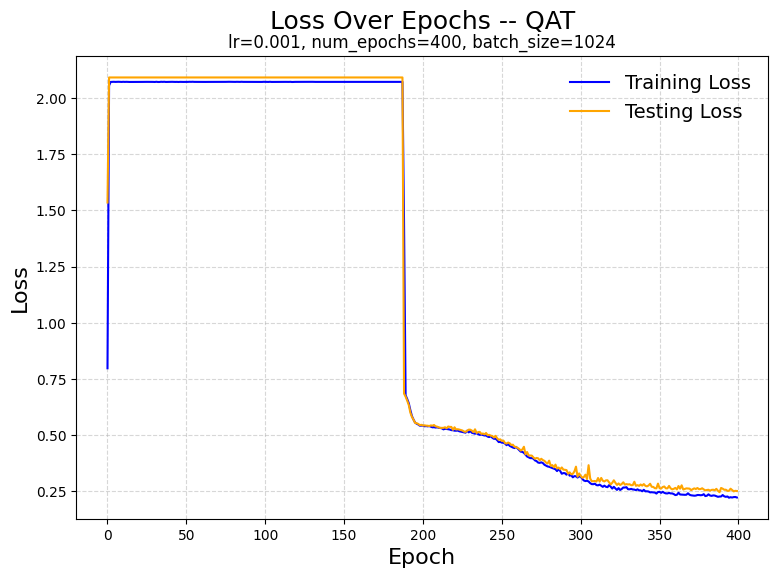 Loss Over Epochs -- QAT
lr=0.001, num_epochs=400, batch_size=1024
Training Loss
Testing Loss
2.00
1.75
1.50
1.25
1.00
0.75
0.50
0.25
Loss
0 50 100 150 200 250 300 350 400
Epoch